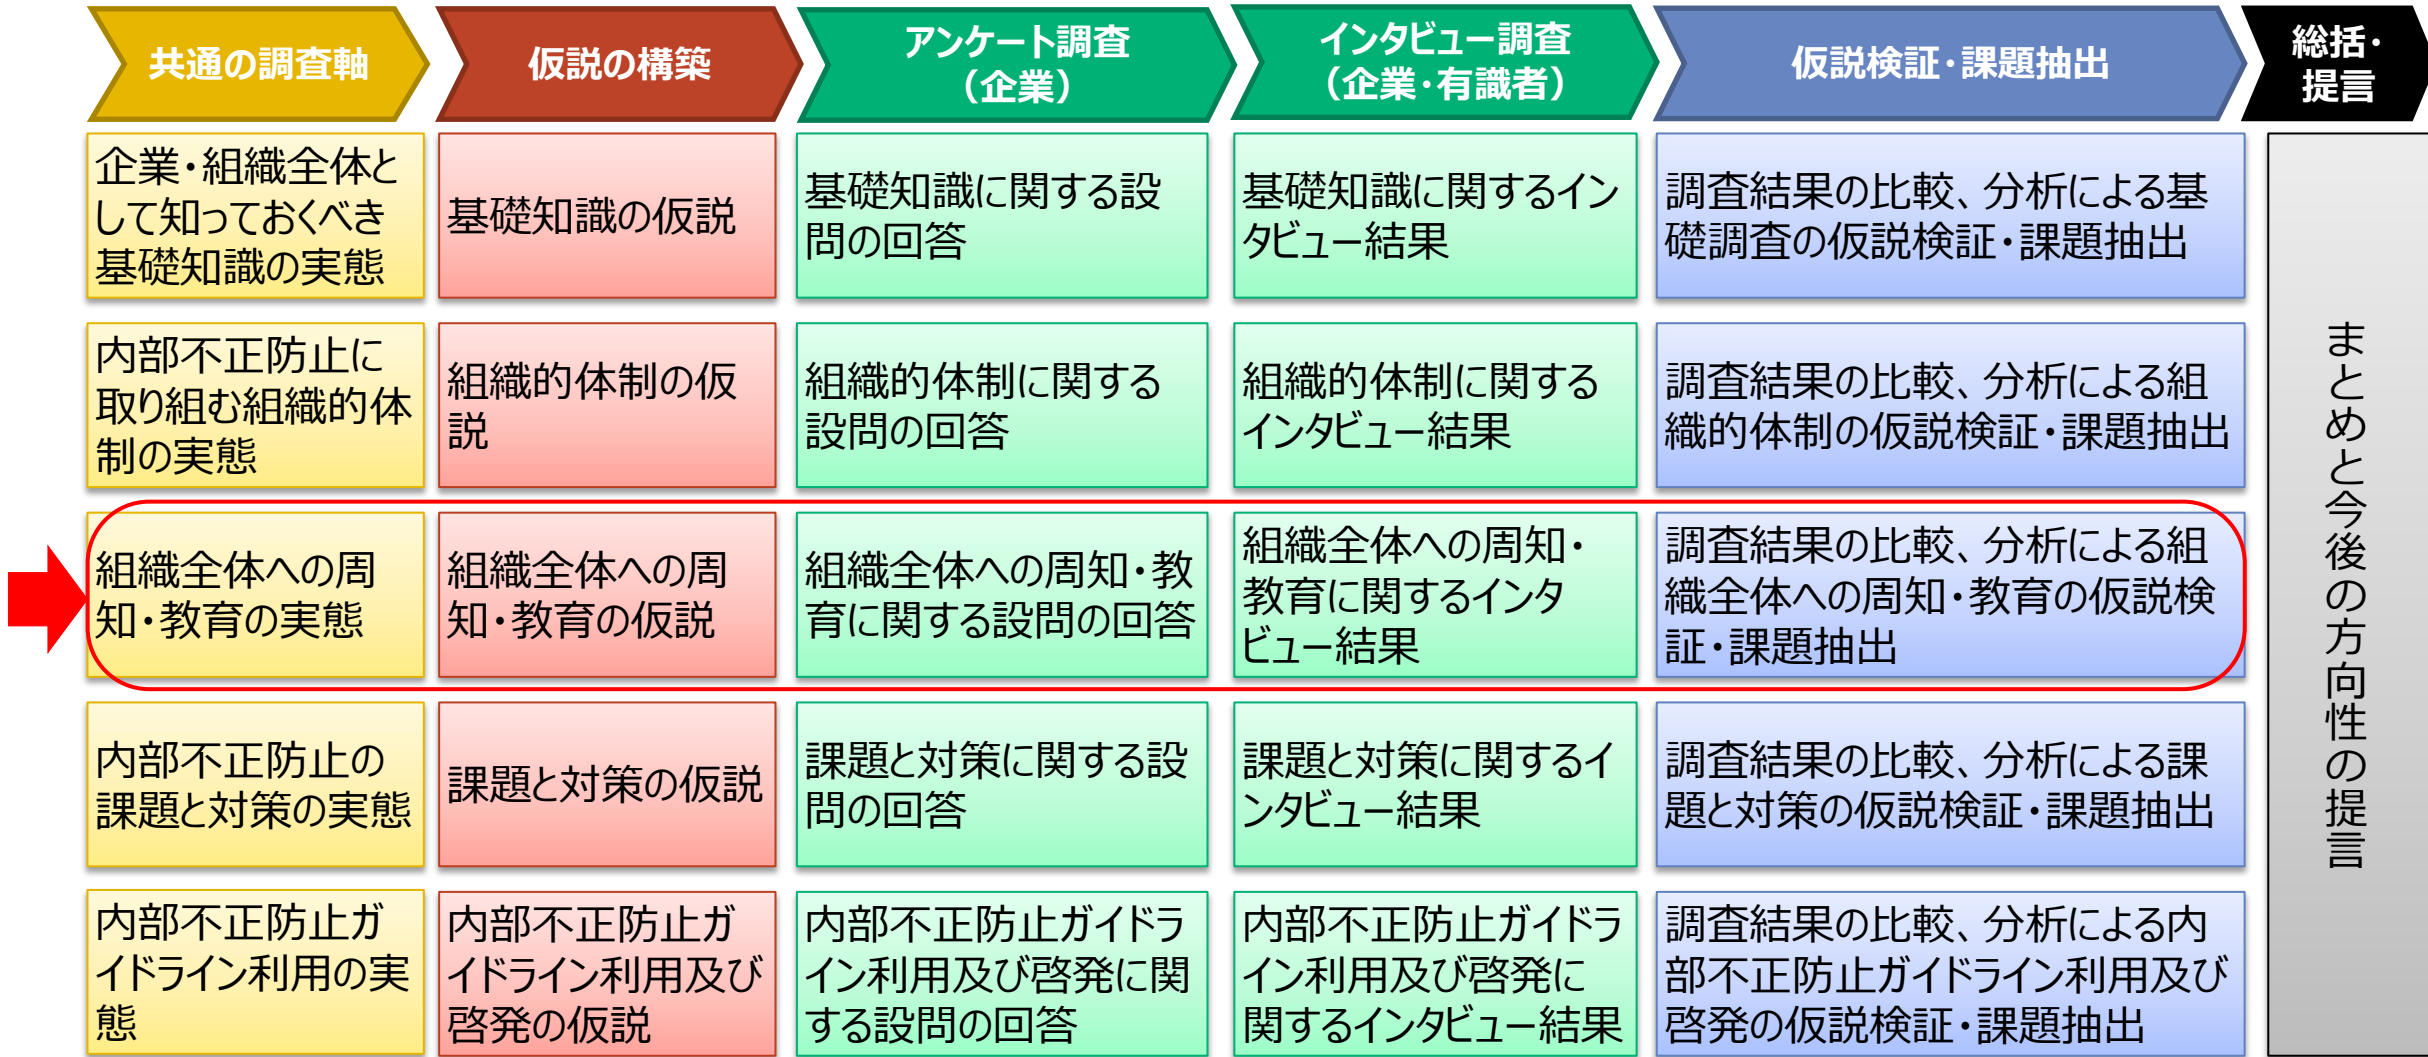 共通の調査軸
仮説の構築
アンケート調査
（企業）
インタビュー調査
（企業・有識者）
仮説検証・課題抽出
総括・
提言
企業・組織全体と
して知っておくべき
基礎知識の実態
基礎知識の仮説
基礎知識に関する設
問の回答
基礎知識に関するイン
タビュー結果
調査結果の比較、分析による基
礎調査の仮説検証・課題抽出
内部不正防止に
取り組む組織的体
制の実態
組織的体制の仮
説
組織的体制に関する
設問の回答
組織的体制に関する
インタビュー結果
調査結果の比較、分析による組
織的体制の仮説検証・課題抽出
組織全体への周
知・教育の実態
組織全体への周
知・教育の仮説
組織全体への周知・教
育に関する設問の回答
組織全体への周知・
教育に関するインタ
ビュー結果
調査結果の比較、分析による組
織全体への周知・教育の仮説検
証・課題抽出
内部不正防止の
課題と対策の実態
課題と対策の仮説
課題と対策に関する設
問の回答
課題と対策に関するイ
ンタビュー結果
調査結果の比較、分析による課
題と対策の仮説検証・課題抽出
内部不正防止ガ
イドライン利用の実
態
内部不正防止ガ
イドライン利用及び
啓発の仮説
内部不正防止ガイドラ
イン利用及び啓発に関
する設問の回答
内部不正防止ガイドラ
イン利用及び啓発に
関するインタビュー結果
調査結果の比較、分析による内
部不正防止ガイドライン利用及び
啓発の仮説検証・課題抽出
まとめと今後の方向性の提言